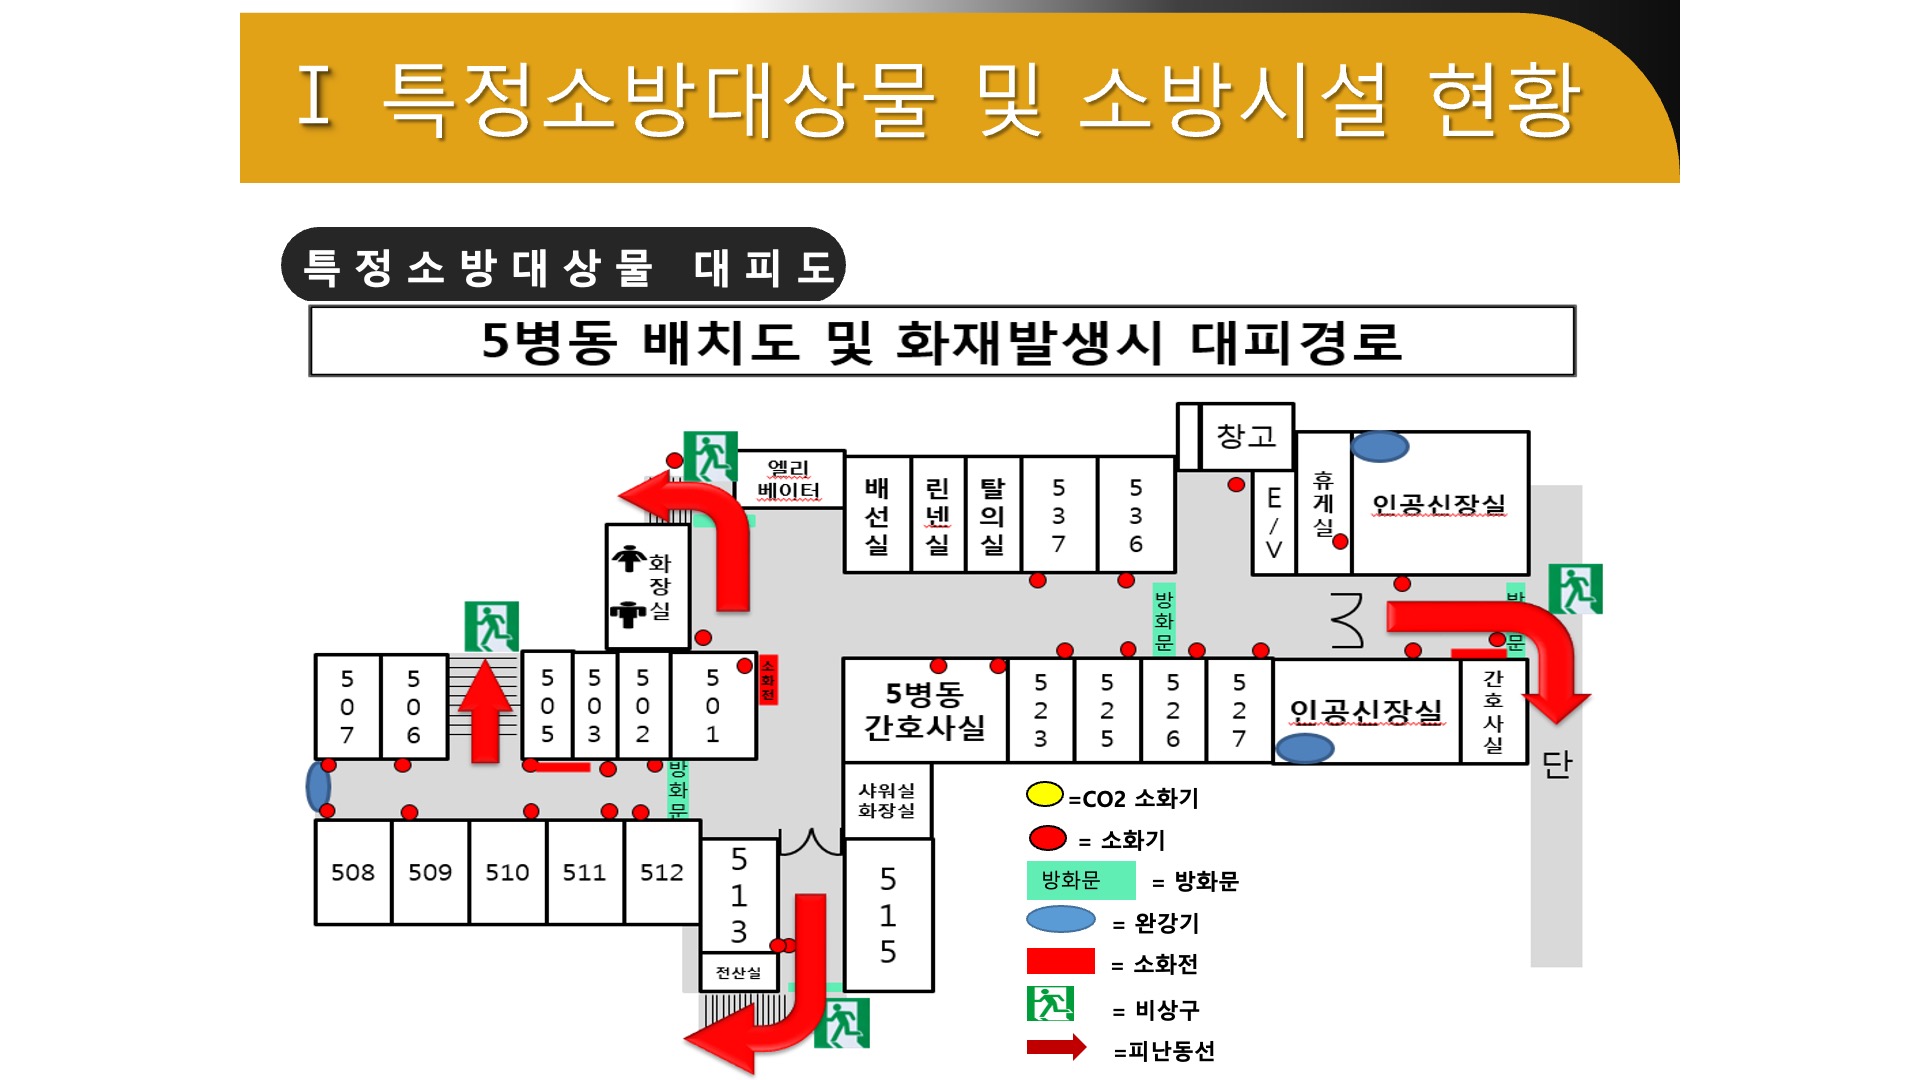 Ⅰ 특정소방대상물 및 소방시설 현황
특정소방대상물 대피도
5병동 배치도 및 화재발생시 대피경로
창고
엘리
베이터
배선실
린넨실
탈의실
537
536
E/V
휴게실
인공신장실
화장실
방화문
방화문
507
506
505
503
502
501
소화전
5병동
간호사실
523
525
526
527
인공신장실
간호사실
단
방화문
샤워실
화장실
508
509
510
511
512
513
515
전산실
=CO2 소화기
= 소화기
방화문 = 방화문
= 완강기
= 소화전
= 비상구
=피난동선